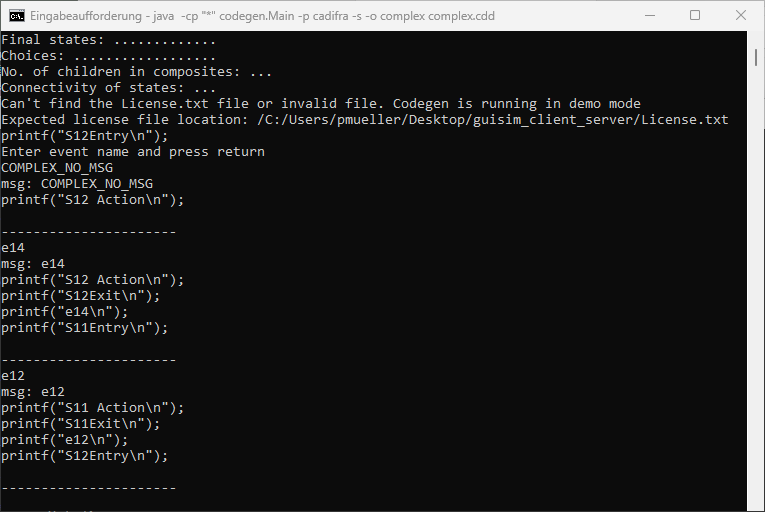 Eingabeaufforderung - java  -cp "*" codegen.Main -p cadifra -s -o complex complex.cdd
Final states: .............
Choices: ..................
No. of children in composites: ...
Connectivity of states: ...
Can't find the License.txt file or invalid file. Codegen is running in demo mode
Expected license file location: /C:/Users/pmueller/Desktop/guisim_client_server/License.txt
printf("S12Entry\n");
Enter event name and press return
COMPLEX_NO_MSG
msg: COMPLEX_NO_MSG
printf("S12 Action\n");
----------------------
e14
msg: e14
printf("S12 Action\n");
printf("S12Exit\n");
printf("e14\n");
printf("S11Entry\n");
----------------------
e12
msg: e12
printf("S11 Action\n");
printf("S11Exit\n");
printf("e12\n");
printf("S12Entry\n");
----------------------